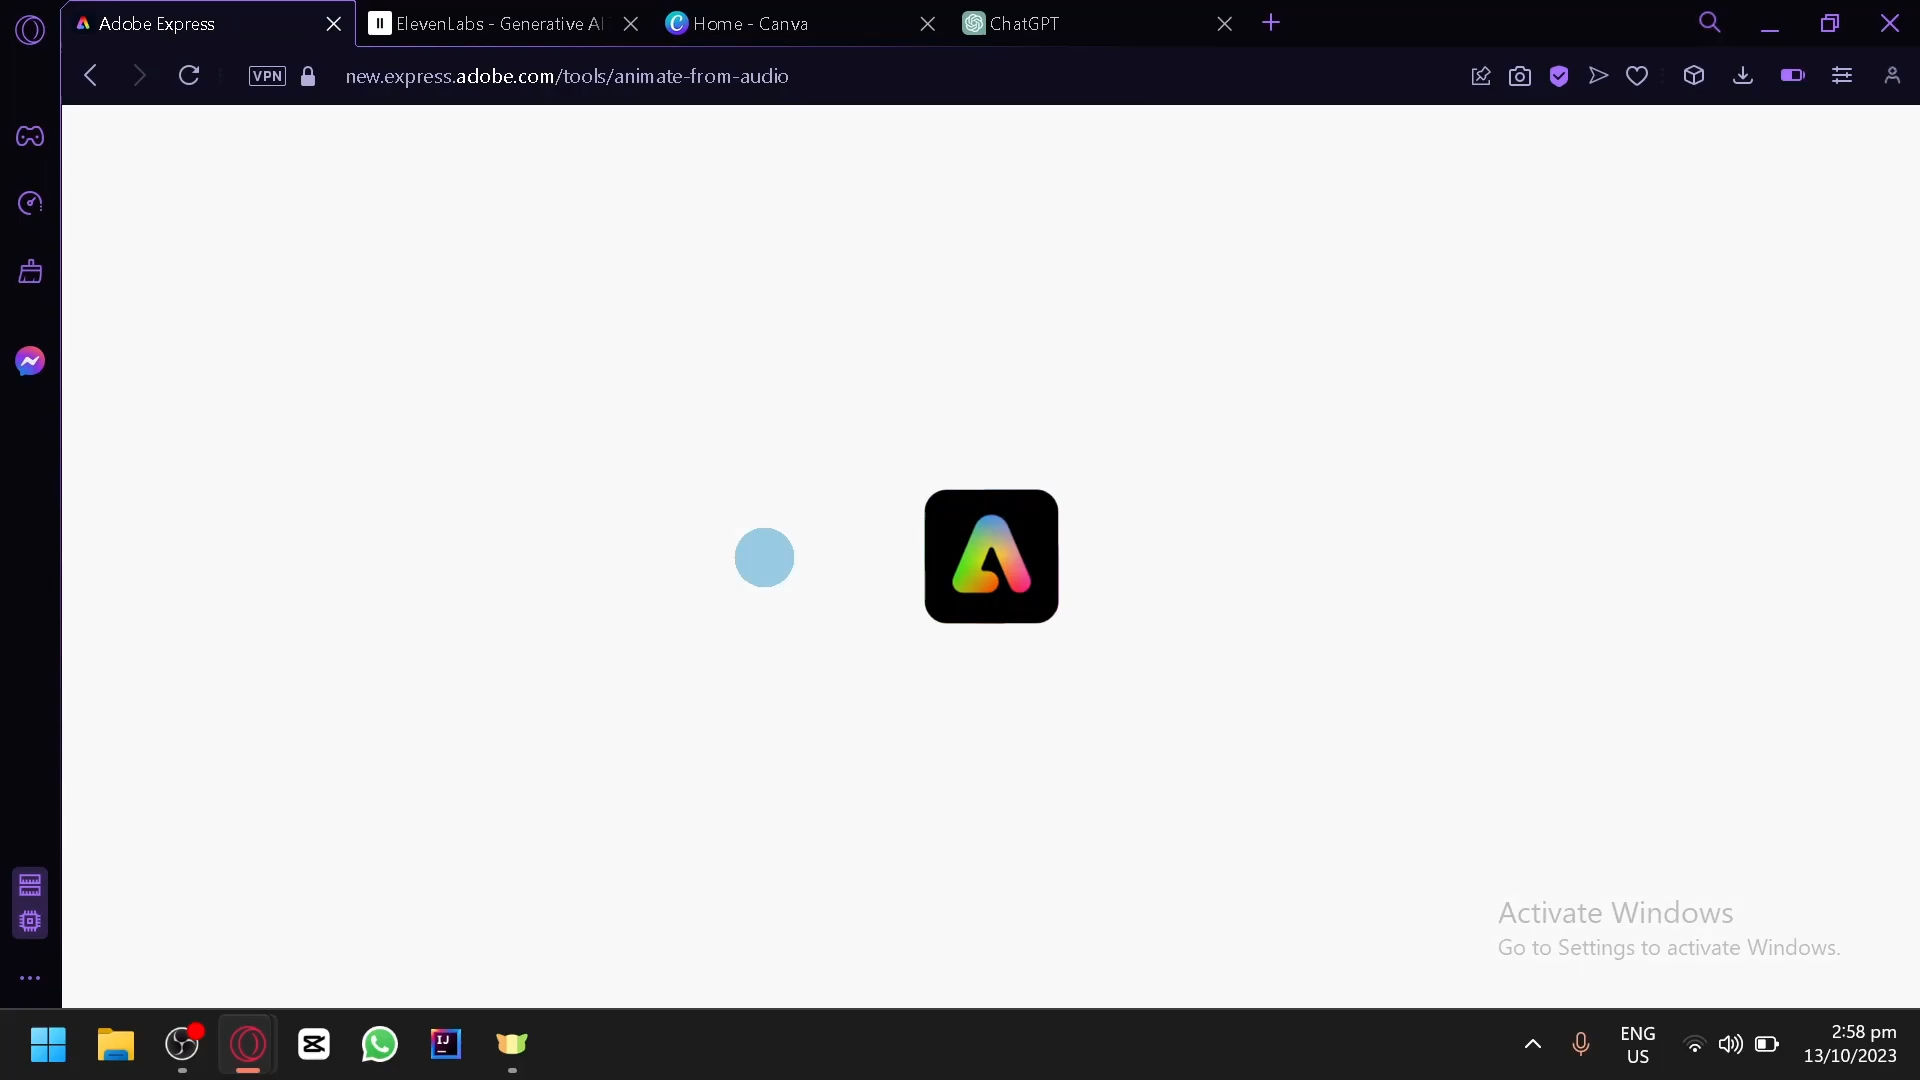 Adobe Express
ElevenLabs - Generative AI
Home - Canva
ChatGPT
VPN
new.express.adobe.com/tools/animate-from-audio
Activate Windows
Go to Settings to activate Windows.
IJ
ENG
US
2:58 pm
13/10/2023